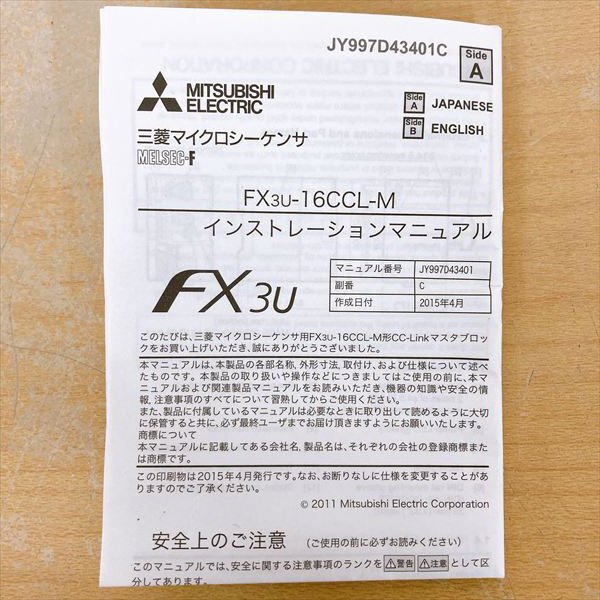 JY997D43401C
Side A
MITSUBISHI ELECTRIC
Side A JAPANESE
Side B ENGLISH
三菱マイクロシーケンサ
MELSEC-F
FX3U-16CCL-M
インストレーションマニュアル
FX3U
マニュアル番号 JY997D43401
副番 C
作成日付 2015年4月
このたびは、三菱マイクロシーケンサ用FX3U-16CCL-M形CC-Linkマスタブロッ
クをお買い上げいただき、誠にありがとうございました。
本マニュアルは、本製品の各部名称、外形寸法、取付け、および仕様について述べ
たものです。本製品の取り扱いや操作などにつきましてはご使用の前に、本マ
ニュアルおよび関連製品マニュアルをお読みいただき、機器の知識や安全の情
報、注意事項のすべてについて習熟してからご使用ください。
また、製品に付属しているマニュアルは必要なときに取り出して読めるように大切
に保管すると共に、必ず最終ユーザまでお届け頂きますようにお願いいたします。
商標について
本マニュアルに記載してある会社名、製品名は、それぞれの会社の登録商標また
は商標です。
この印刷物は2015年4月発行です。なお、お断りなしに仕様を変更することがあ
りますのでご了承ください。
© 2011 Mitsubishi Electric Corporation
安全上のご注意 (ご使用の前に必ずお読みください)
このマニュアルでは、安全に関する注意事項のランクを⚠警告 ⚠注意として区
分してあります。